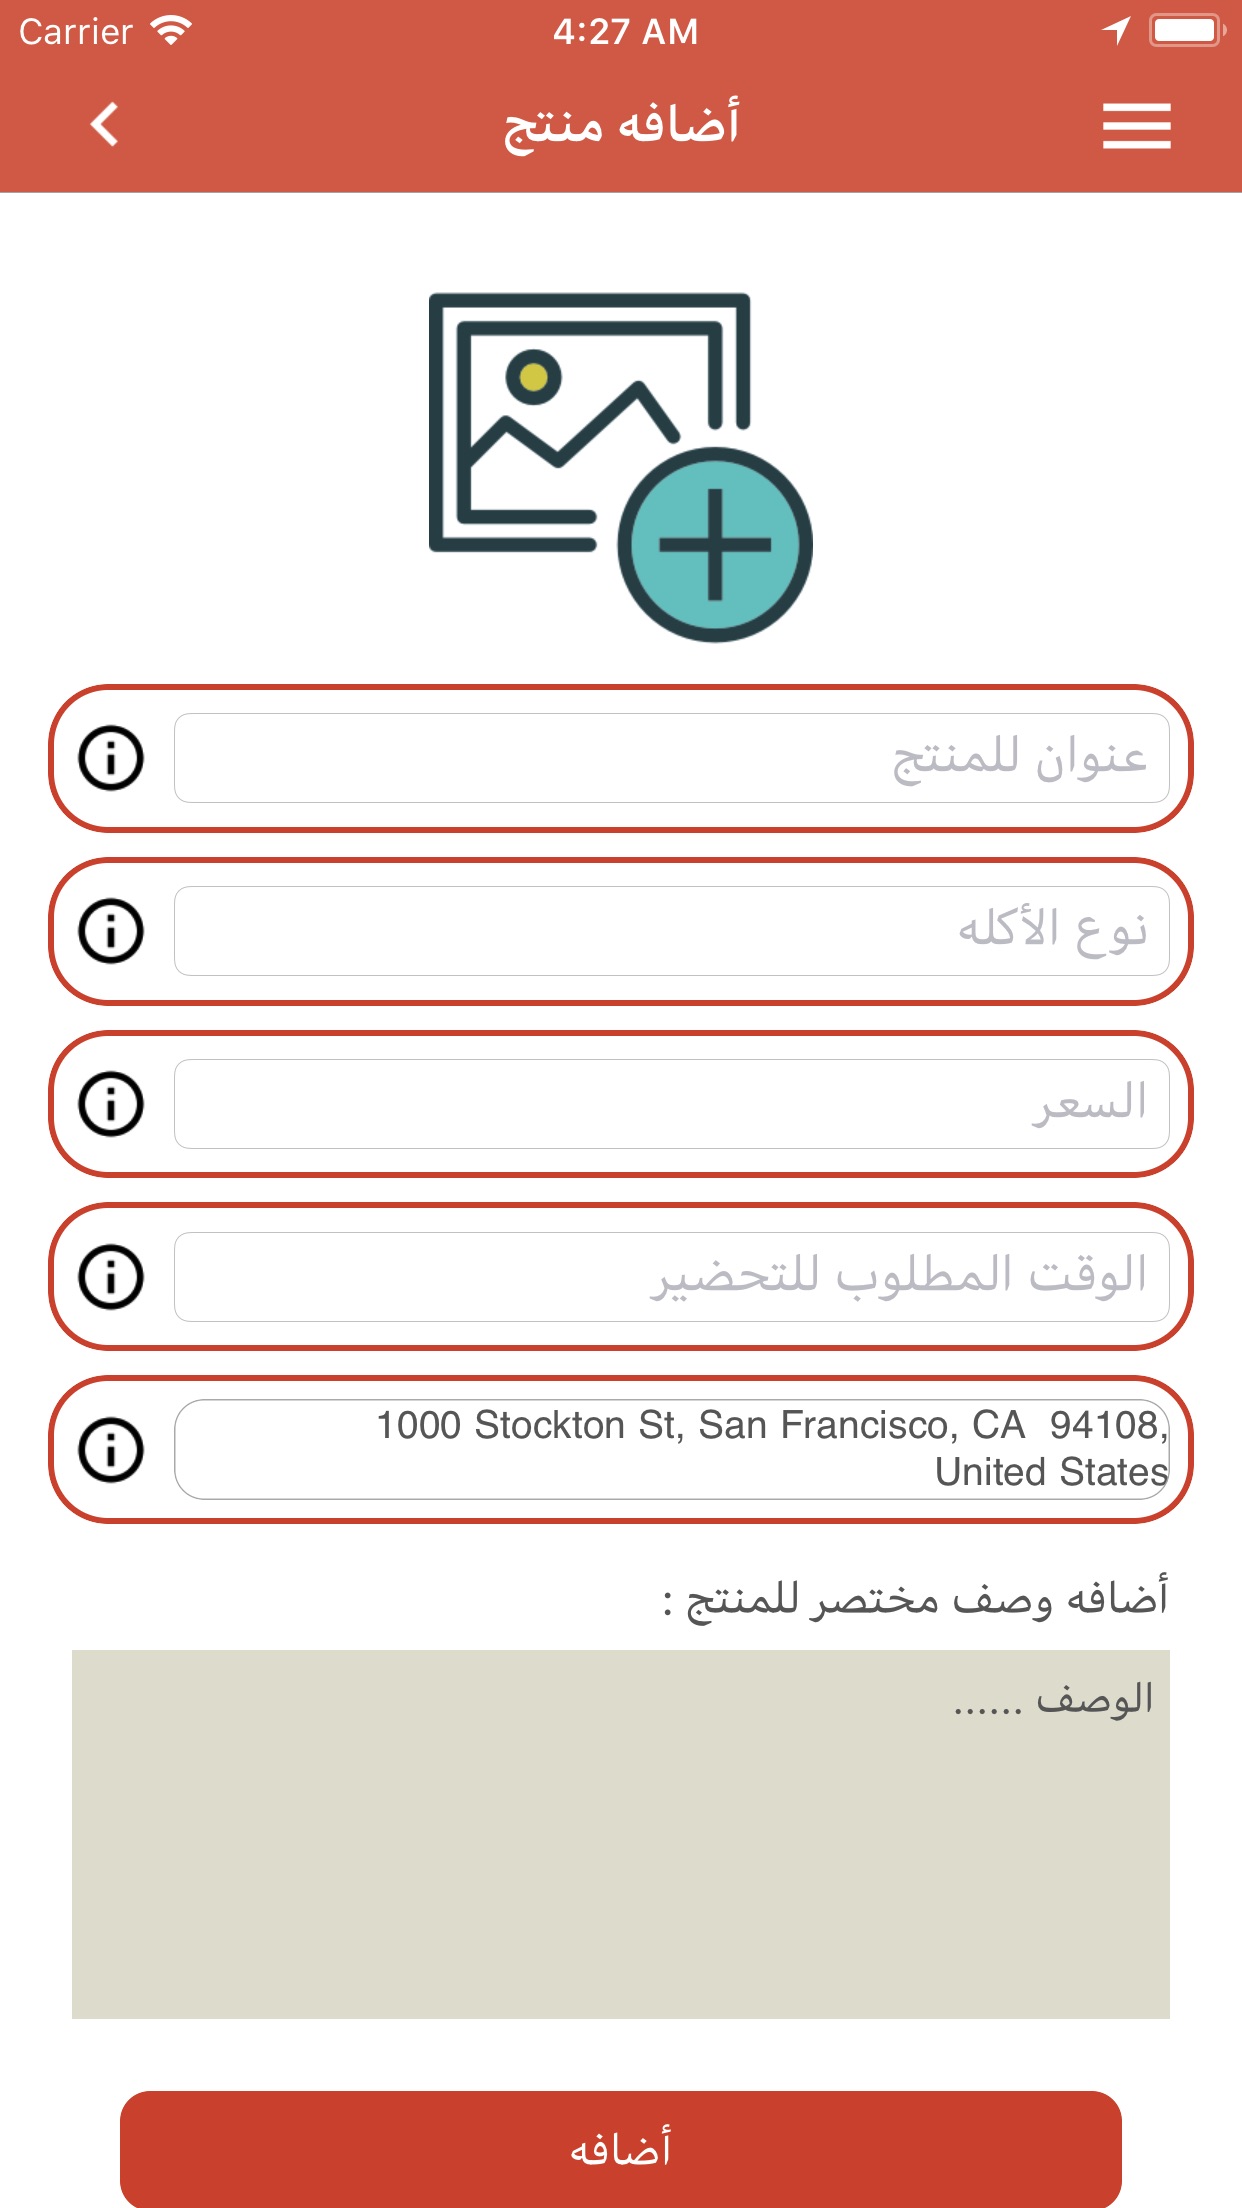 Carrier
4:27 AM
أضافه منتج
عنوان للمنتج
نوع الأكله
السعر
الوقت المطلوب للتحضير
1000 Stockton St, San Francisco, CA  94108,
United States
أضافه وصف مختصر للمنتج :
الوصف ......
أضافه